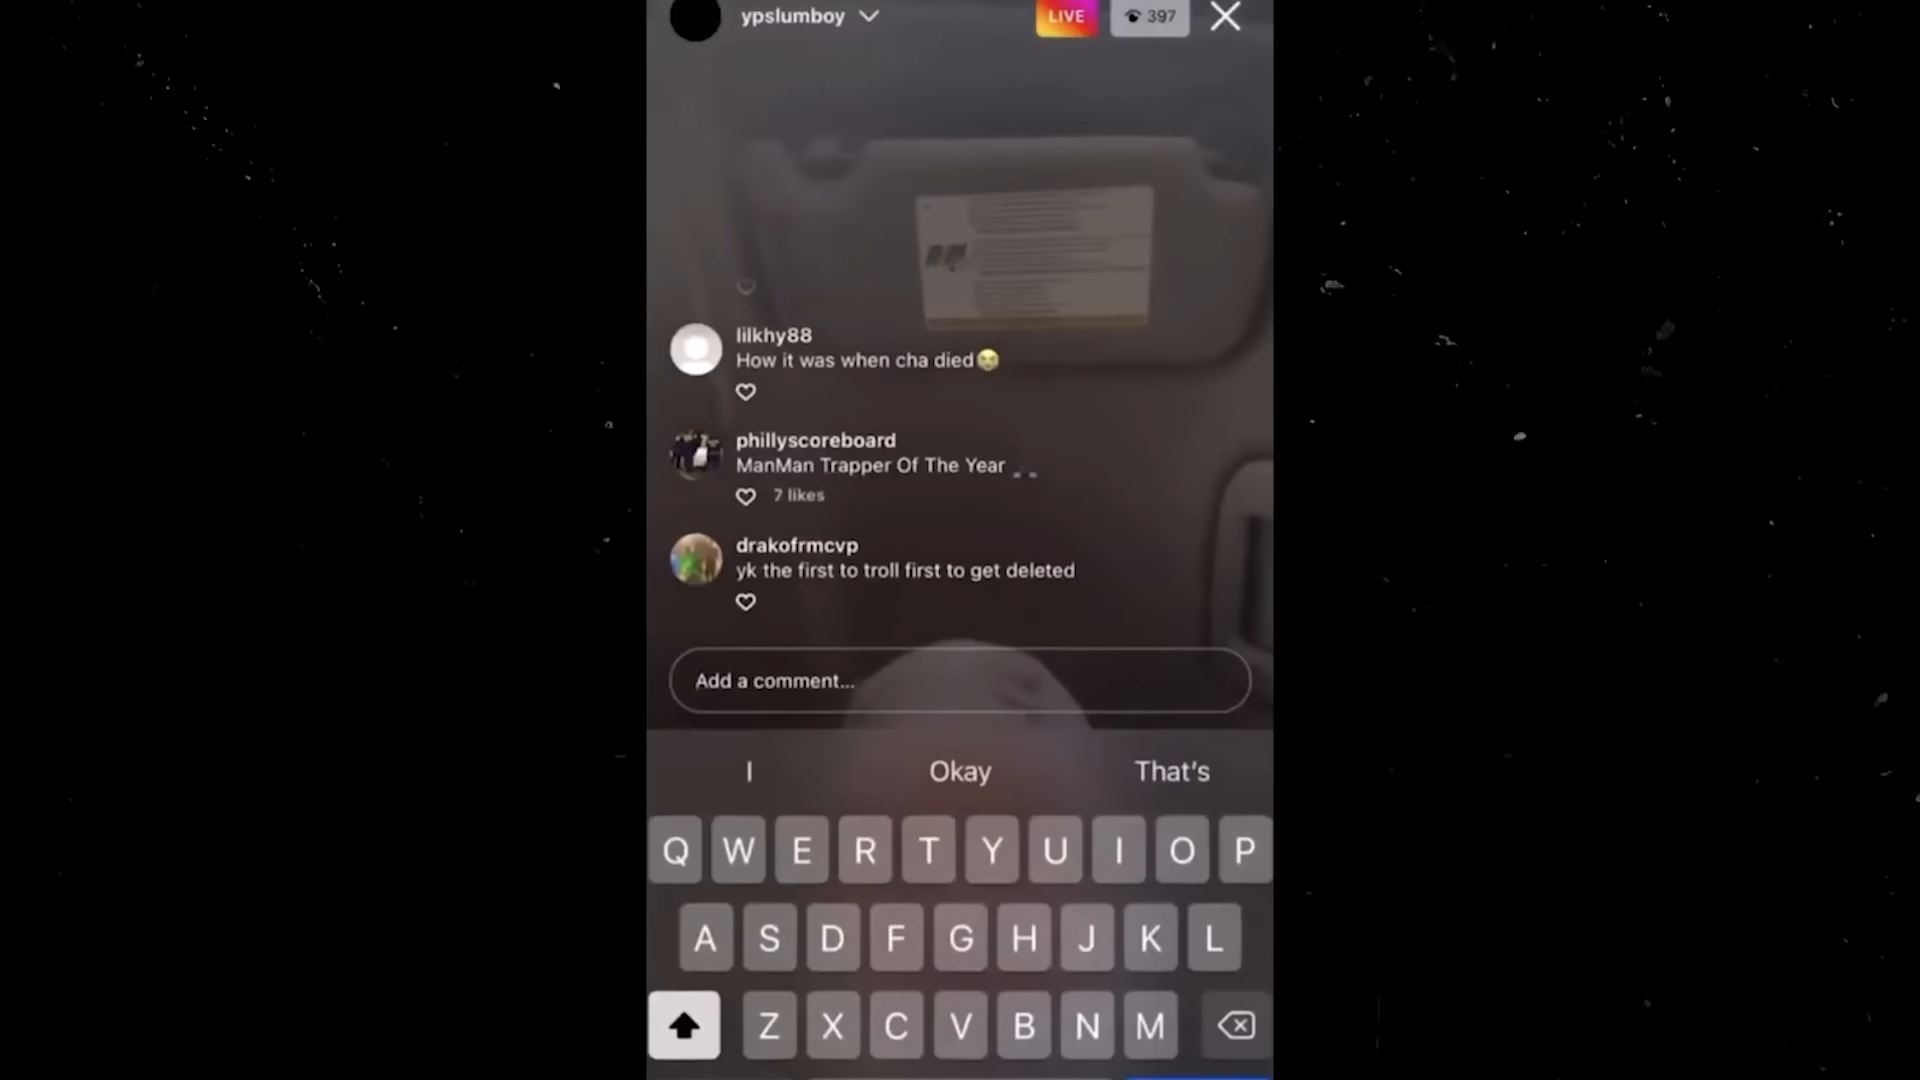 ypslumboy
LIVE
397
lilkhy88
How it was when cha died😭
phillyscoreboard
ManMan Trapper Of The Year
7 likes
drakofrmcvp
yk the first to troll first to get deleted
Add a comment...
I
Okay
That's
Q W E R T Y U I O P
A S D F G H J K L
Z X C V B N M